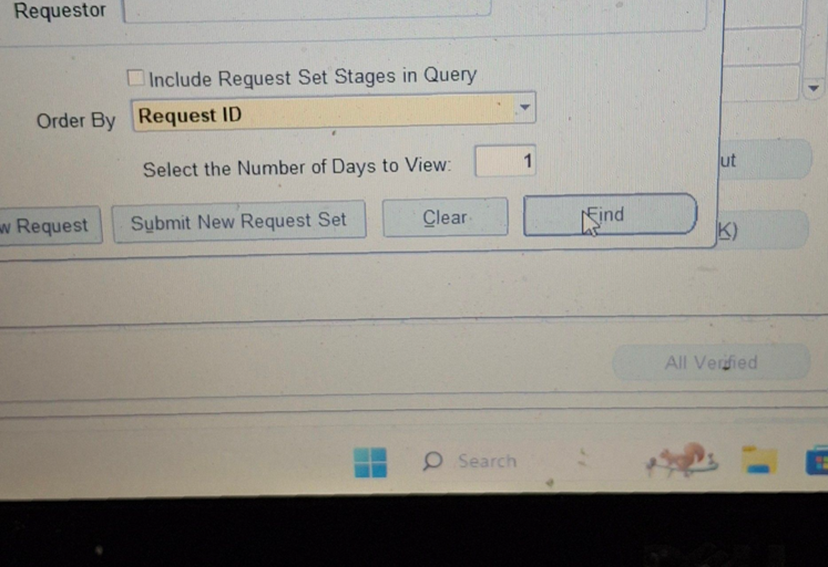 Requestor
Include Request Set Stages in Query
Order By Request ID
Select the Number of Days to View: 1
ut
w Request Submit New Request Set Clear Find
K)
All Verified
Search